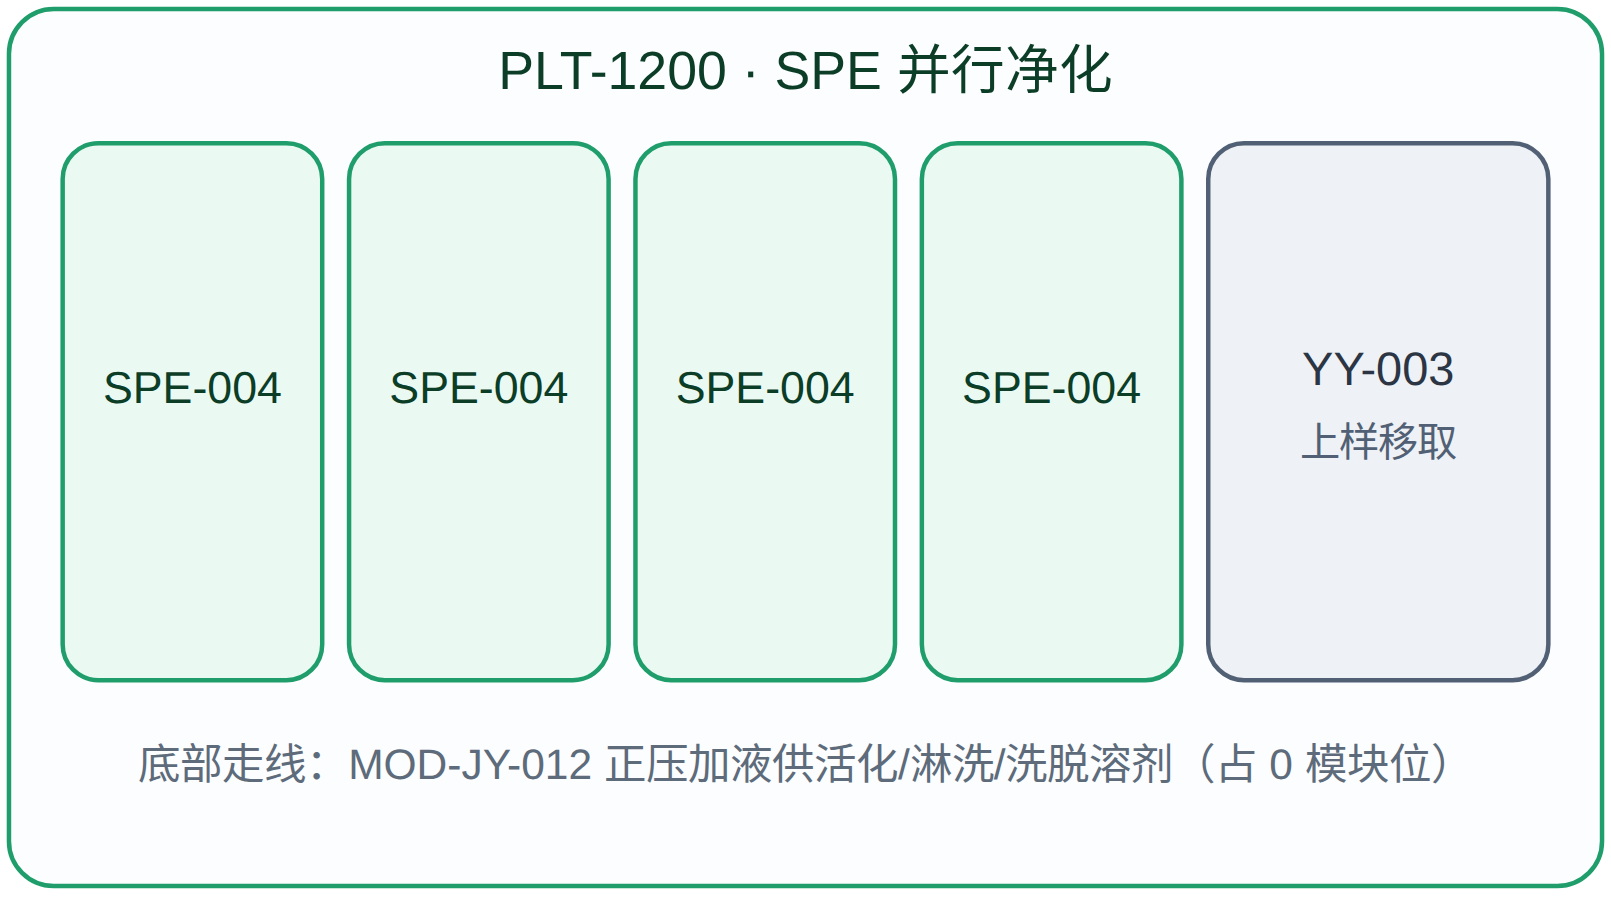 PLT-1200 · SPE 并行净化
SPE-004
SPE-004
SPE-004
SPE-004
YY-003
上样移取
底部走线：MOD-JY-012 正压加液供活化/淋洗/洗脱溶剂（占 0 模块位）